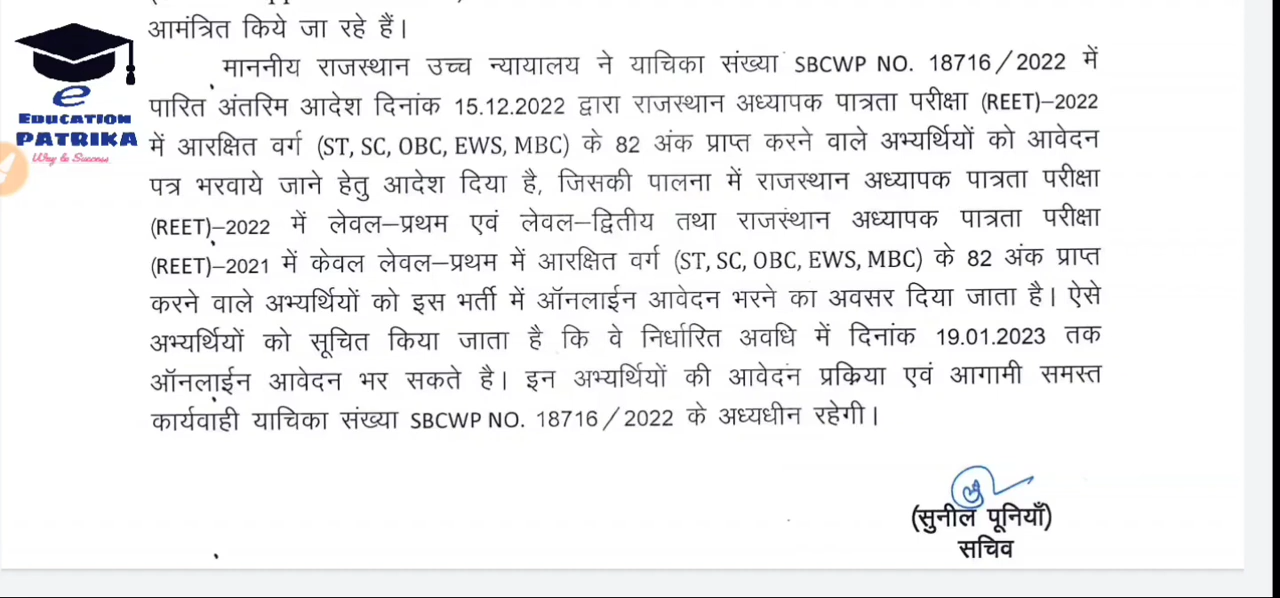 आमंत्रित किये जा रहे हैं।
माननीय राजस्थान उच्च न्यायालय ने याचिका संख्या SBCWP NO. 18716/2022 में
पारित अंतरिम आदेश दिनांक 15.12.2022 द्वारा राजस्थान अध्यापक पात्रता परीक्षा (REET)–2022
में आरक्षित वर्ग (ST, SC, OBC, EWS, MBC) के 82 अंक प्राप्त करने वाले अभ्यर्थियों को आवेदन
पत्र भरवाये जाने हेतु आदेश दिया है, जिसकी पालना में राजस्थान अध्यापक पात्रता परीक्षा
(REET)–2022 में लेवल–प्रथम एवं लेवल–द्वितीय तथा राजस्थान अध्यापक पात्रता परीक्षा
(REET)–2021 में केवल लेवल–प्रथम में आरक्षित वर्ग (ST, SC, OBC, EWS, MBC) के 82 अंक प्राप्त
करने वाले अभ्यर्थियों को इस भर्ती में ऑनलाईन आवेदन भरने का अवसर दिया जाता है। ऐसे
अभ्यर्थियों को सूचित किया जाता है कि वे निर्धारित अवधि में दिनांक 19.01.2023 तक
ऑनलाईन आवेदन भर सकते है। इन अभ्यर्थियों की आवेदन प्रक्रिया एवं आगामी समस्त
कार्यवाही याचिका संख्या SBCWP NO. 18716/2022 के अध्यधीन रहेगी।
(सुनील पूनियाँ)
सचिव
e
EDUCATION
PATRIKA
Way to Success